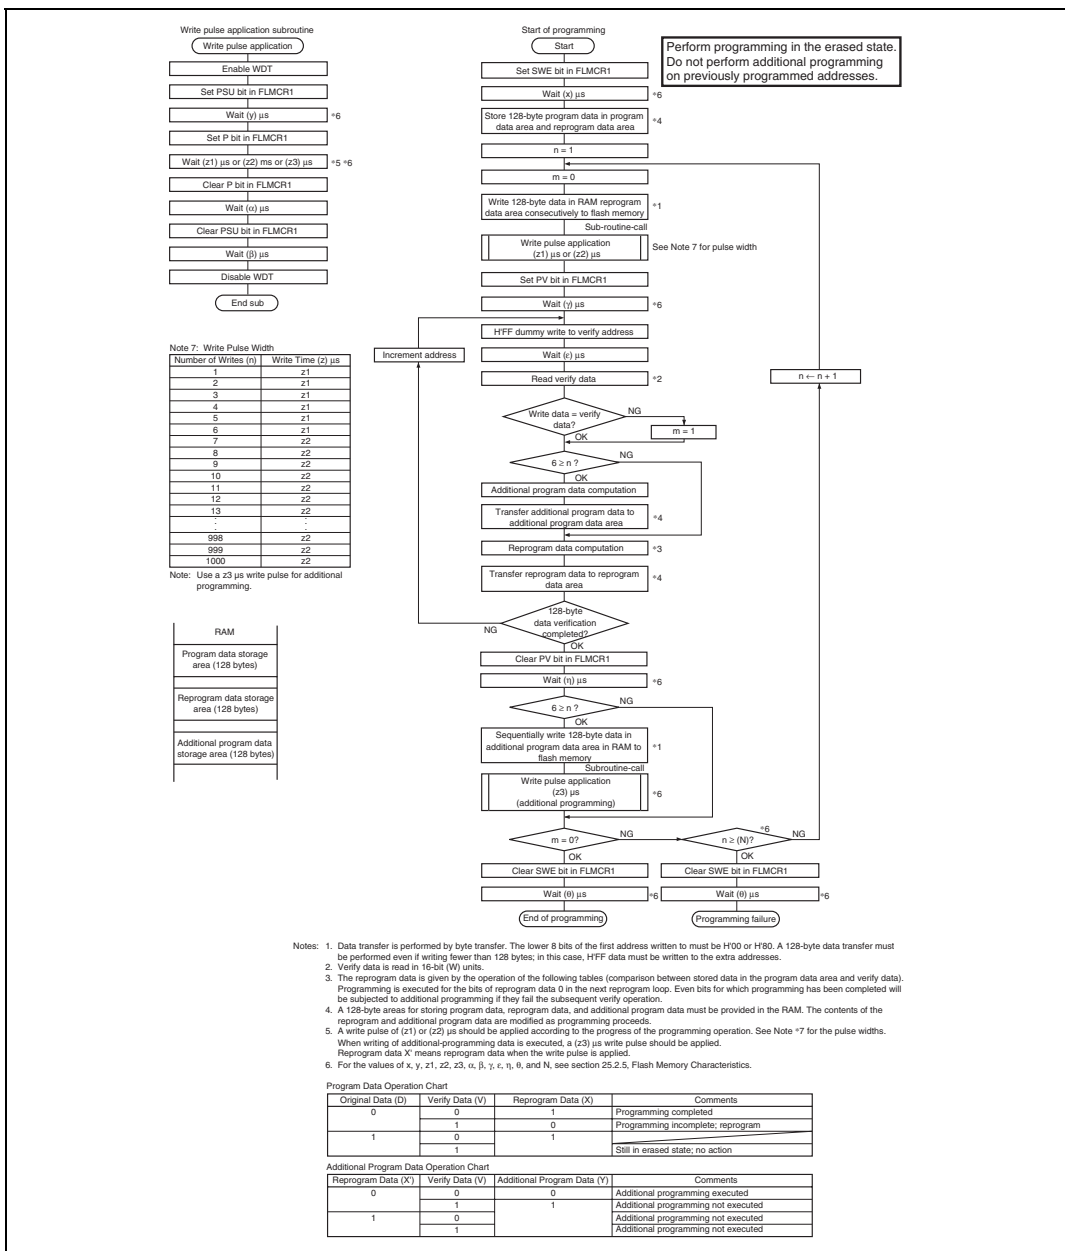 Write pulse application subroutine
Write pulse application
Enable WDT
Set PSU bit in FLMCR1
Wait (y) µs
*6
Set P bit in FLMCR1
Wait (z1) µs or (z2) ms or (z3) µs
*5 *6
Clear P bit in FLMCR1
Wait (α) µs
Clear PSU bit in FLMCR1
Wait (β) µs
Disable WDT
End sub
Note 7: Write Pulse Width
Number of Writes (n) Write Time (z) µs
1 z1
2 z1
3 z1
4 z1
5 z1
6 z1
7 z2
8 z2
9 z2
10 z2
11 z2
12 z2
13 z2
: :
998 z2
999 z2
1000 z2
Note: Use a z3 µs write pulse for additional
programming.
RAM
Program data storage
area (128 bytes)
Reprogram data storage
area (128 bytes)
Additional program data
storage area (128 bytes)
Start of programming
Start
Perform programming in the erased state.
Do not perform additional programming
on previously programmed addresses.
Set SWE bit in FLMCR1
Wait (x) µs
*6
Store 128-byte program data in program
data area and reprogram data area
*4
n = 1
m = 0
Write 128-byte data in RAM reprogram
data area consecutively to flash memory
*1
Sub-routine-call
Write pulse application
(z1) µs or (z2) µs
See Note 7 for pulse width
Set PV bit in FLMCR1
Wait (γ) µs
*6
H'FF dummy write to verify address
Increment address
Wait (ε) µs
Read verify data
*2
n ← n + 1
Write data = verify
data?
NG
m = 1
OK
6 ≥ n ?
NG
OK
Additional program data computation
Transfer additional program data to
additional program data area
*4
Reprogram data computation
*3
Transfer reprogram data to reprogram
data area
*4
128-byte
data verification
completed?
NG
OK
Clear PV bit in FLMCR1
Wait (η) µs
*6
6 ≥ n ?
NG
OK
Sequentially write 128-byte data in
additional program data area in RAM to
flash memory
*1
Subroutine-call
Write pulse application
(z3) µs
(additional programming)
*6
m = 0?
NG
n ≥ (N)?
*6
NG
OK
OK
Clear SWE bit in FLMCR1
Clear SWE bit in FLMCR1
Wait (θ) µs
*6
Wait (θ) µs
*6
End of programming
Programming failure
Notes: 1. Data transfer is performed by byte transfer. The lower 8 bits of the first address written to must be H'00 or H'80. A 128-byte data transfer must
be performed even if writing fewer than 128 bytes; in this case, H'FF data must be written to the extra addresses.
2. Verify data is read in 16-bit (W) units.
3. The reprogram data is given by the operation of the following tables (comparison between stored data in the program data area and verify data).
Programming is executed for the bits of reprogram data 0 in the next reprogram loop. Even bits for which programming has been completed will
be subjected to additional programming if they fail the subsequent verify operation.
4. A 128-byte areas for storing program data, reprogram data, and additional program data must be provided in the RAM. The contents of the
reprogram and additional program data are modified as programming proceeds.
5. A write pulse of (z1) or (z2) µs should be applied according to the progress of the programming operation. See Note *7 for the pulse widths.
When writing of additional-programming data is executed, a (z3) µs write pulse should be applied.
Reprogram data X' means reprogram data when the write pulse is applied.
6. For the values of x, y, z1, z2, z3, α, β, γ, ε, η, θ, and N, see section 25.2.5, Flash Memory Characteristics.
Program Data Operation Chart
Original Data (D) Verify Data (V) Reprogram Data (X) Comments
0 0 1 Programming completed
1 0 Programming incomplete; reprogram
1 0 1
1 Still in erased state; no action
Additional Program Data Operation Chart
Reprogram Data (X') Verify Data (V) Additional Program Data (Y) Comments
0 0 0 Additional programming executed
1 1 Additional programming not executed
1 0 Additional programming not executed
1 Additional programming not executed